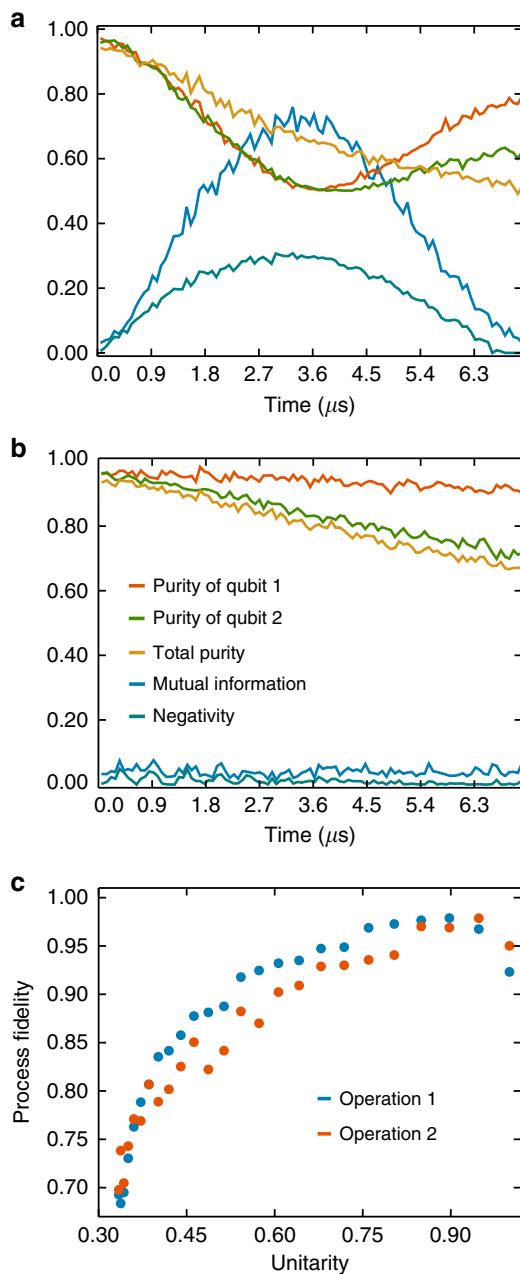 a
1.00
0.80
0.60
0.40
0.20
0.00
0.0 0.9 1.8 2.7 3.6 4.5 5.4 6.3
Time (μs)
b
1.00
0.80
0.60
0.40
0.20
0.00
Purity of qubit 1
Purity of qubit 2
Total purity
Mutual information
Negativity
0.0 0.9 1.8 2.7 3.6 4.5 5.4 6.3
Time (μs)
c
1.00
0.95
0.90
0.85
0.80
0.75
0.70
Process fidelity
Operation 1
Operation 2
0.30 0.45 0.60 0.75 0.90
Unitarity